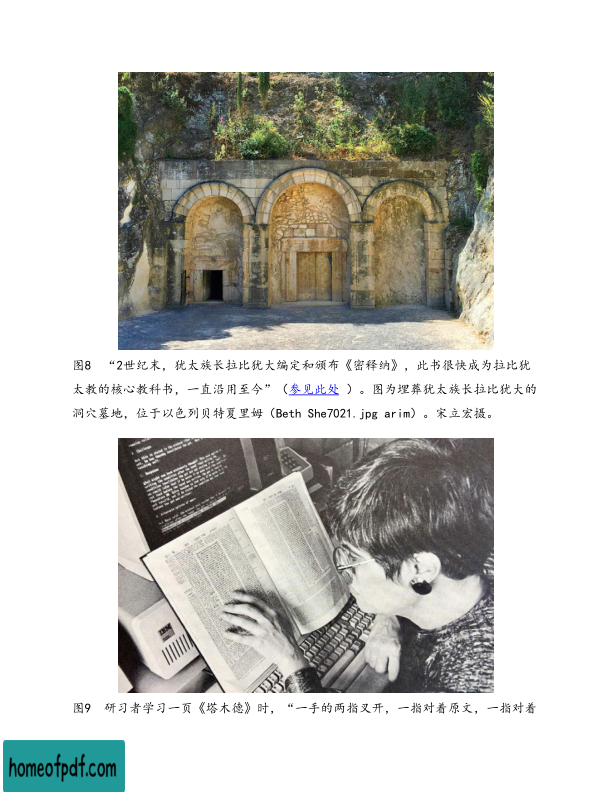 图8 “2世纪末，犹太族长拉比犹大编定和颁布《密释纳》，此书很快成为拉比犹
太教的核心教科书，一直沿用至今”（参见此处 ）。图为埋葬犹太族长拉比犹大的
洞穴墓地，位于以色列贝特夏里姆（Beth She7021.jpg arim）。宋立宏摄。
IBM
图9 研习者学习一页《塔木德》时，“一手的两指叉开，一指对着原文，一指对着
homeofpdf.com